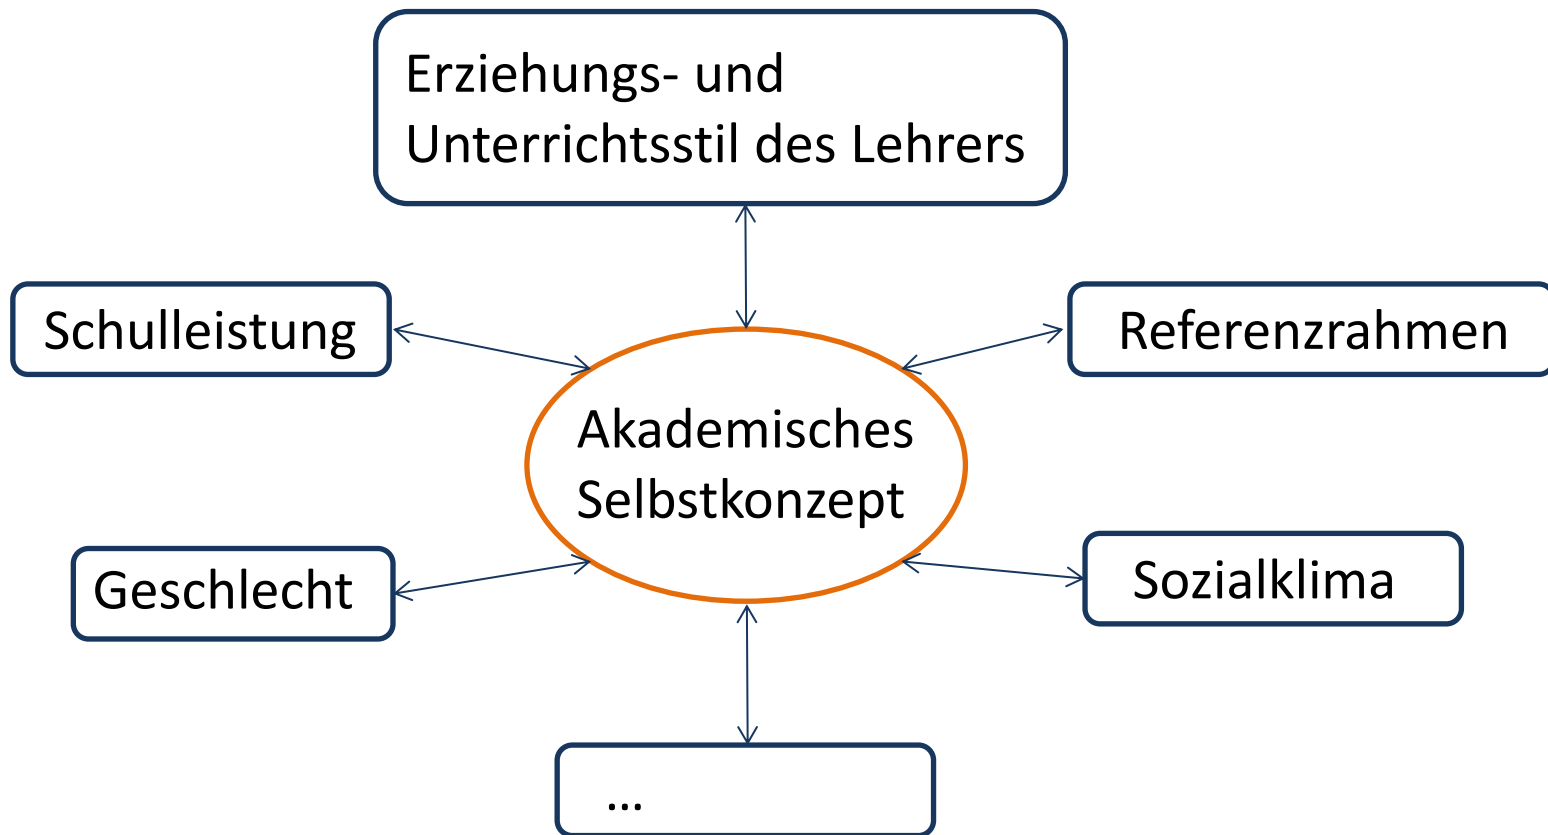 Erziehungs- und
Unterrichtsstil des Lehrers
Schulleistung
Referenzrahmen
Akademisches
Selbstkonzept
Geschlecht
Sozialklima
...